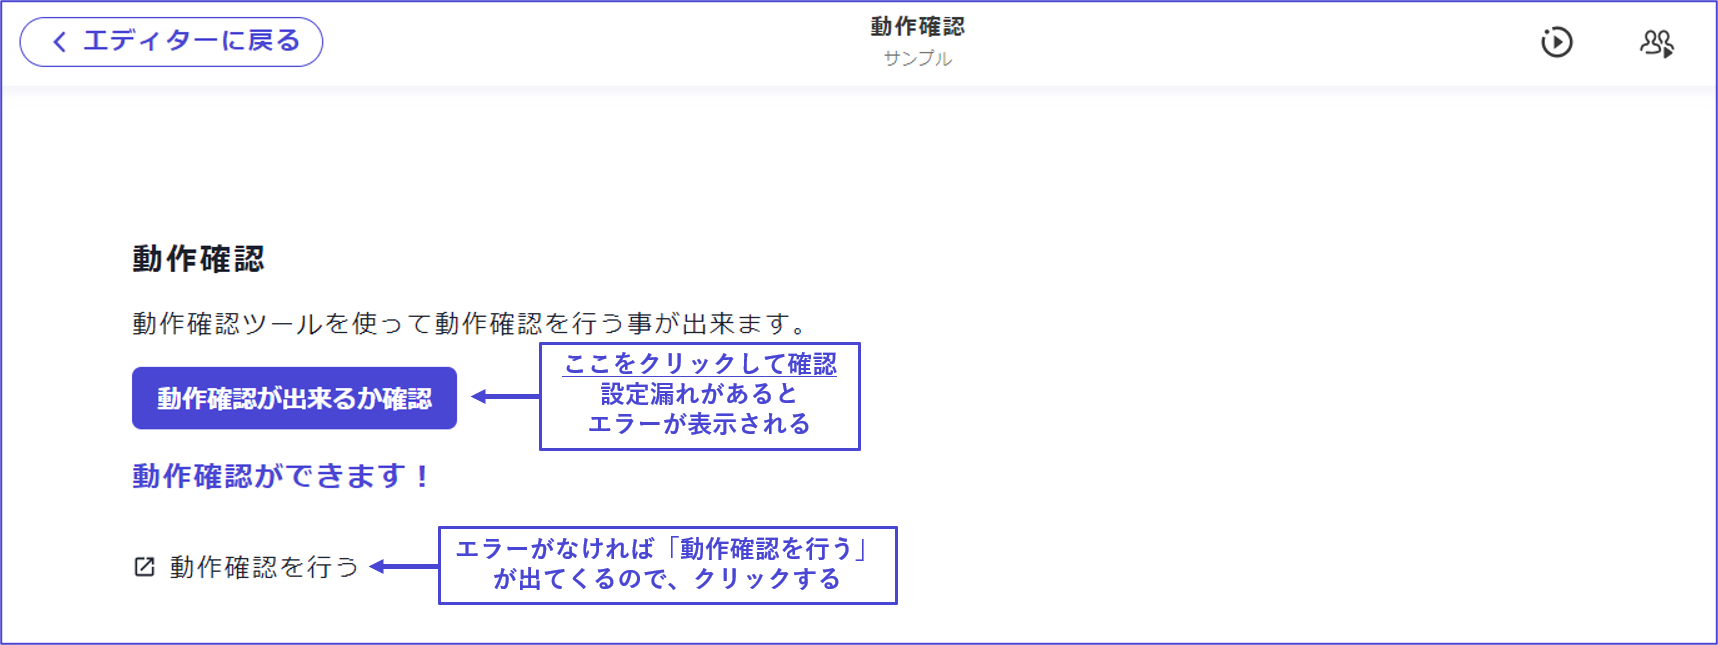 エディターに戻る
動作確認
サンプル
動作確認
動作確認ツールを使って動作確認を行う事が出来ます。
動作確認が出来るか確認
ここをクリックして確認
設定漏れがあると
エラーが表示される
動作確認ができます！
動作確認を行う
エラーがなければ「動作確認を行う」
が出てくるので、クリックする